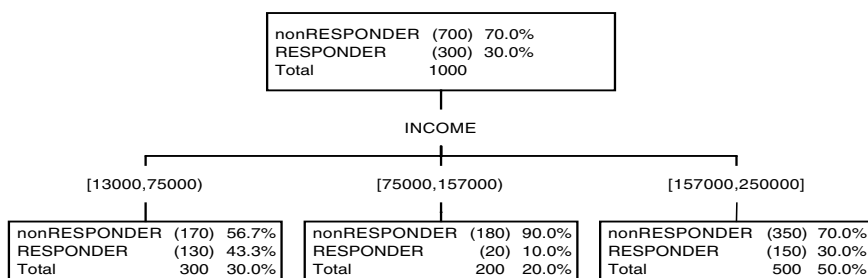 nonRESPONDER (700) 70.0%
RESPONDER (300) 30.0%
Total 1000
INCOME
[13000,75000)
[75000,157000)
[157000,250000]
nonRESPONDER (170) 56.7%
RESPONDER (130) 43.3%
Total 300 30.0%
nonRESPONDER (180) 90.0%
RESPONDER (20) 10.0%
Total 200 20.0%
nonRESPONDER (350) 70.0%
RESPONDER (150) 30.0%
Total 500 50.0%